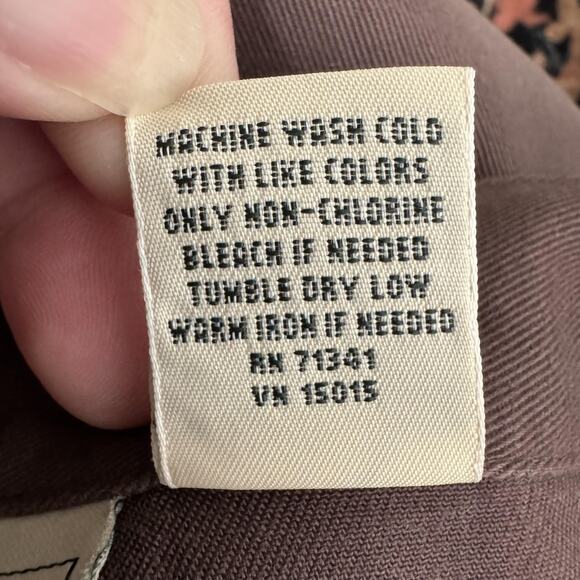 MACHINE WASH COLD
WITH LIKE COLORS
ONLY NON-CHLORINE
BLEACH IF NEEDED
TUMBLE DRY LOW
WARM IRON IF NEEDED
RN 71341
VN 15015